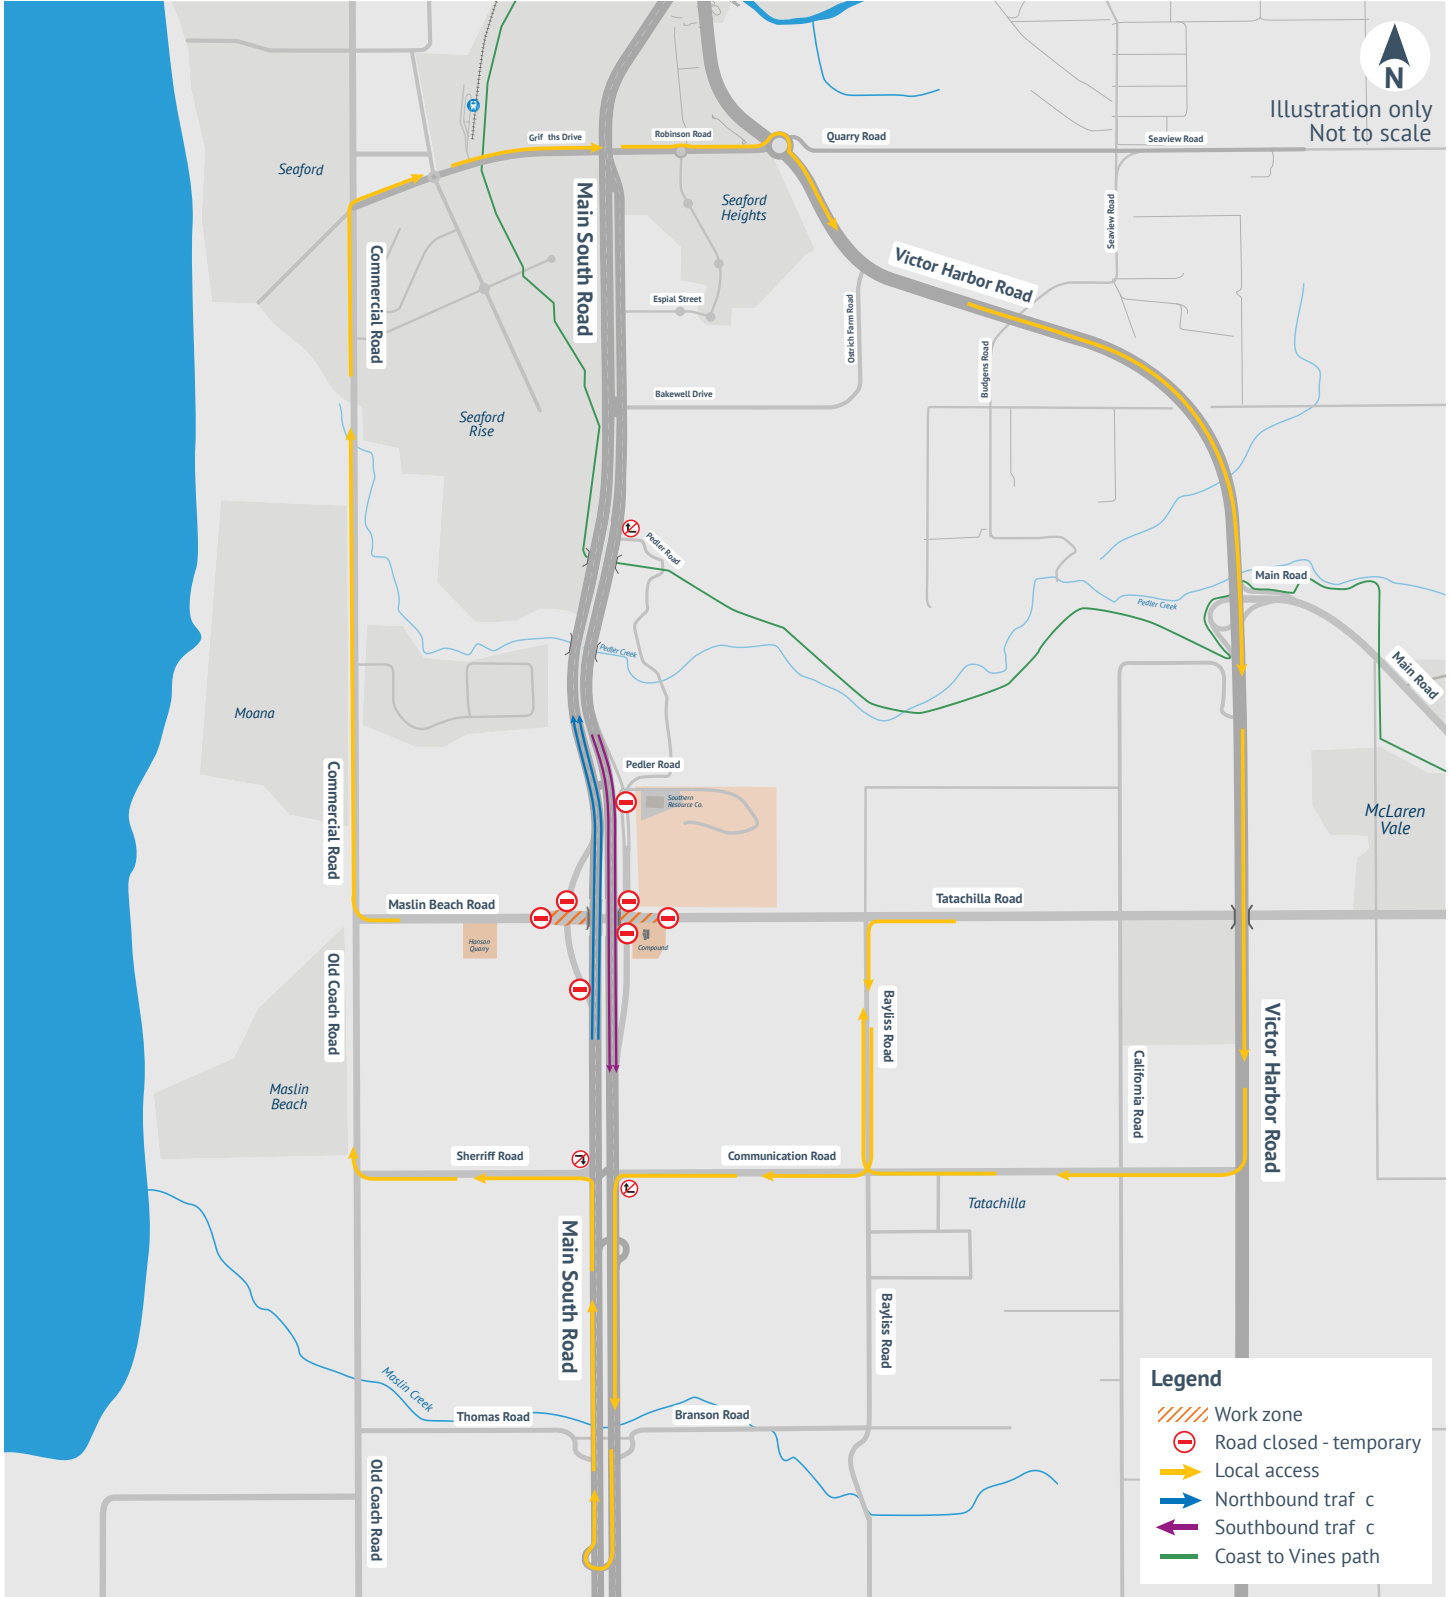 N
Illustration only
Not to scale
Grif ths Drive
Robinson Road
Quarry Road
Seaview Road
Seaford
Main South Road
Seaford
Heights
Seaview Road
Commercial Road
Victor Harbor Road
Espial Street
Ostrich Farm Road
Budgens Road
Bakewell Drive
Seaford
Rise
Pedler Road
Main Road
Pedler Creek
Pedler Creek
Main Road
Moana
Pedler Road
Commercial Road
Southern
Resource Co.
McLaren
Vale
Maslin Beach Road
Tatachilla Road
Hanson
Quarry
Compound
Old Coach Road
Bayliss Road
Victor Harbor Road
California Road
Maslin
Beach
Sherriff Road
Communication Road
Tatachilla
Main South Road
Bayliss Road
Maslin Creek
Thomas Road
Branson Road
Old Coach Road
Legend
Work zone
Road closed - temporary
Local access
Northbound traf c
Southbound traf c
Coast to Vines path